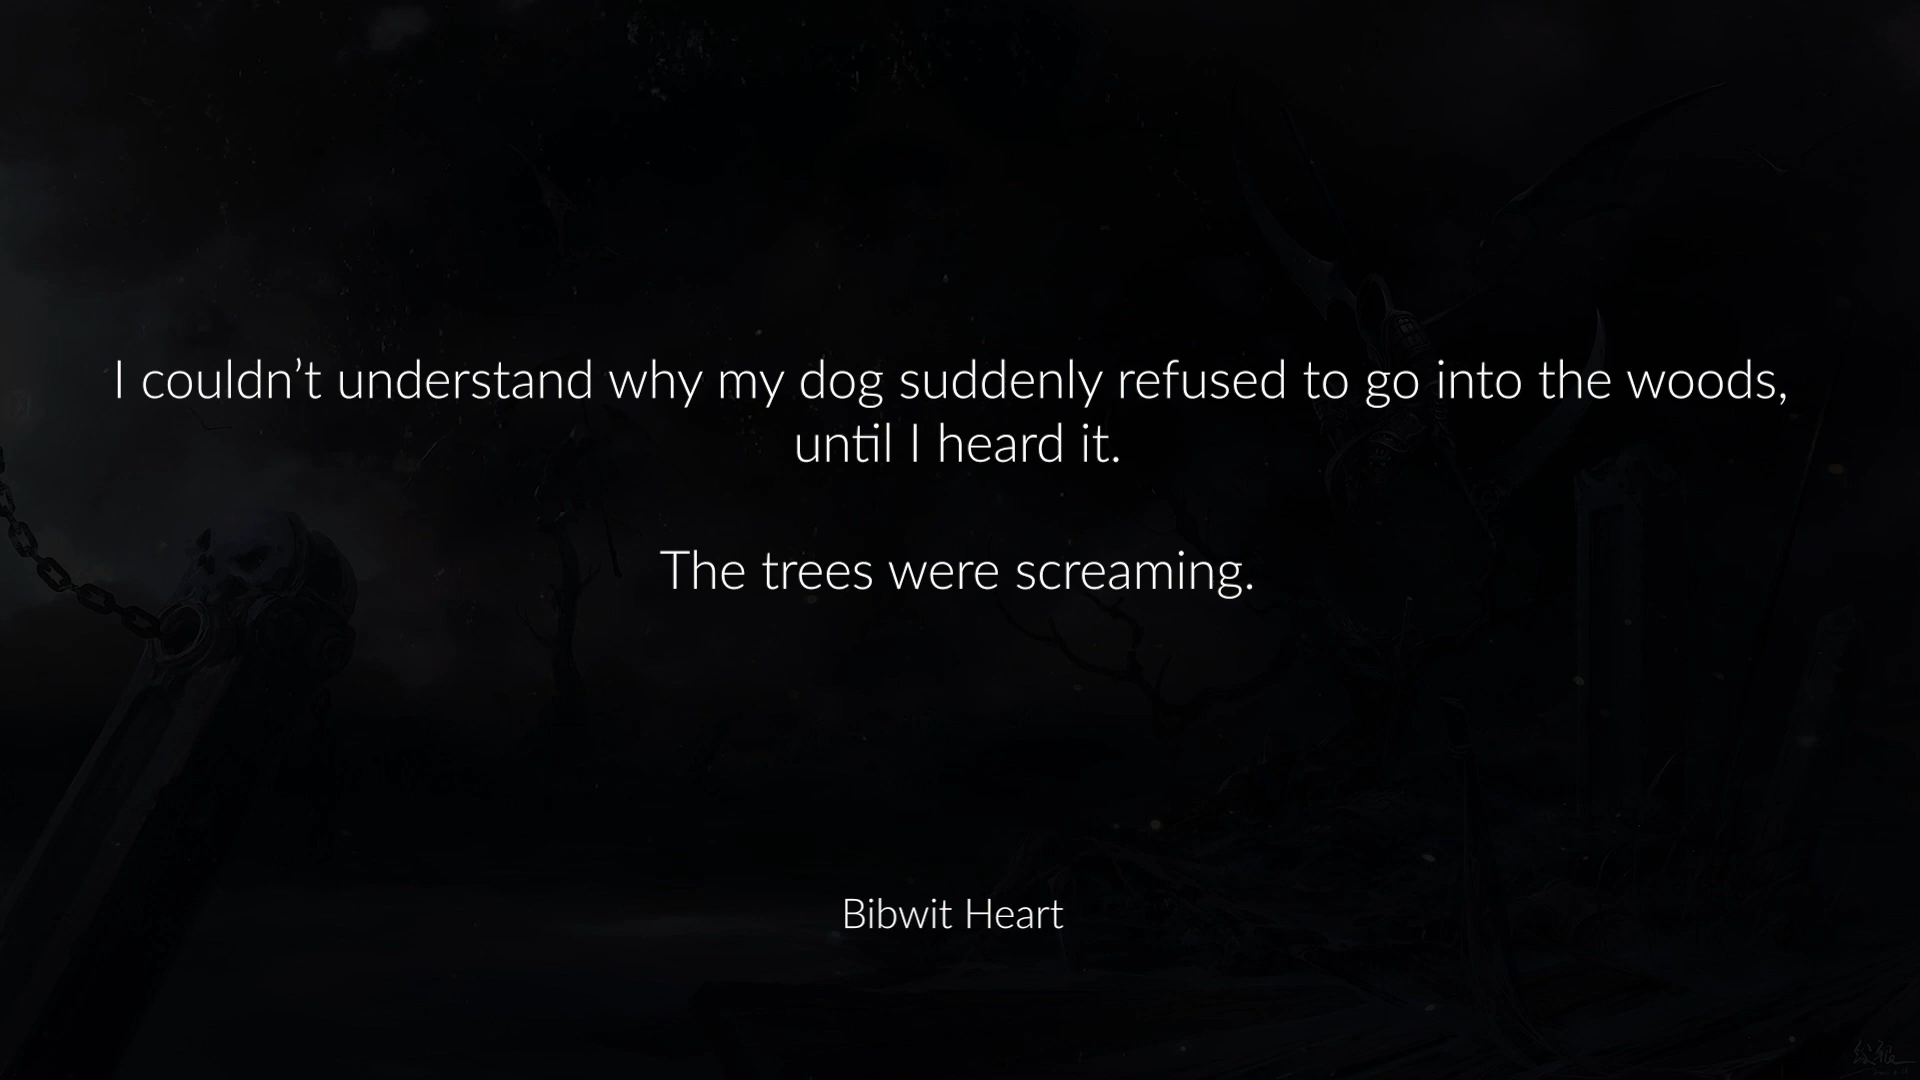 I couldn’t understand why my dog suddenly refused to go into the woods,
until I heard it.
The trees were screaming.
Bibwit Heart